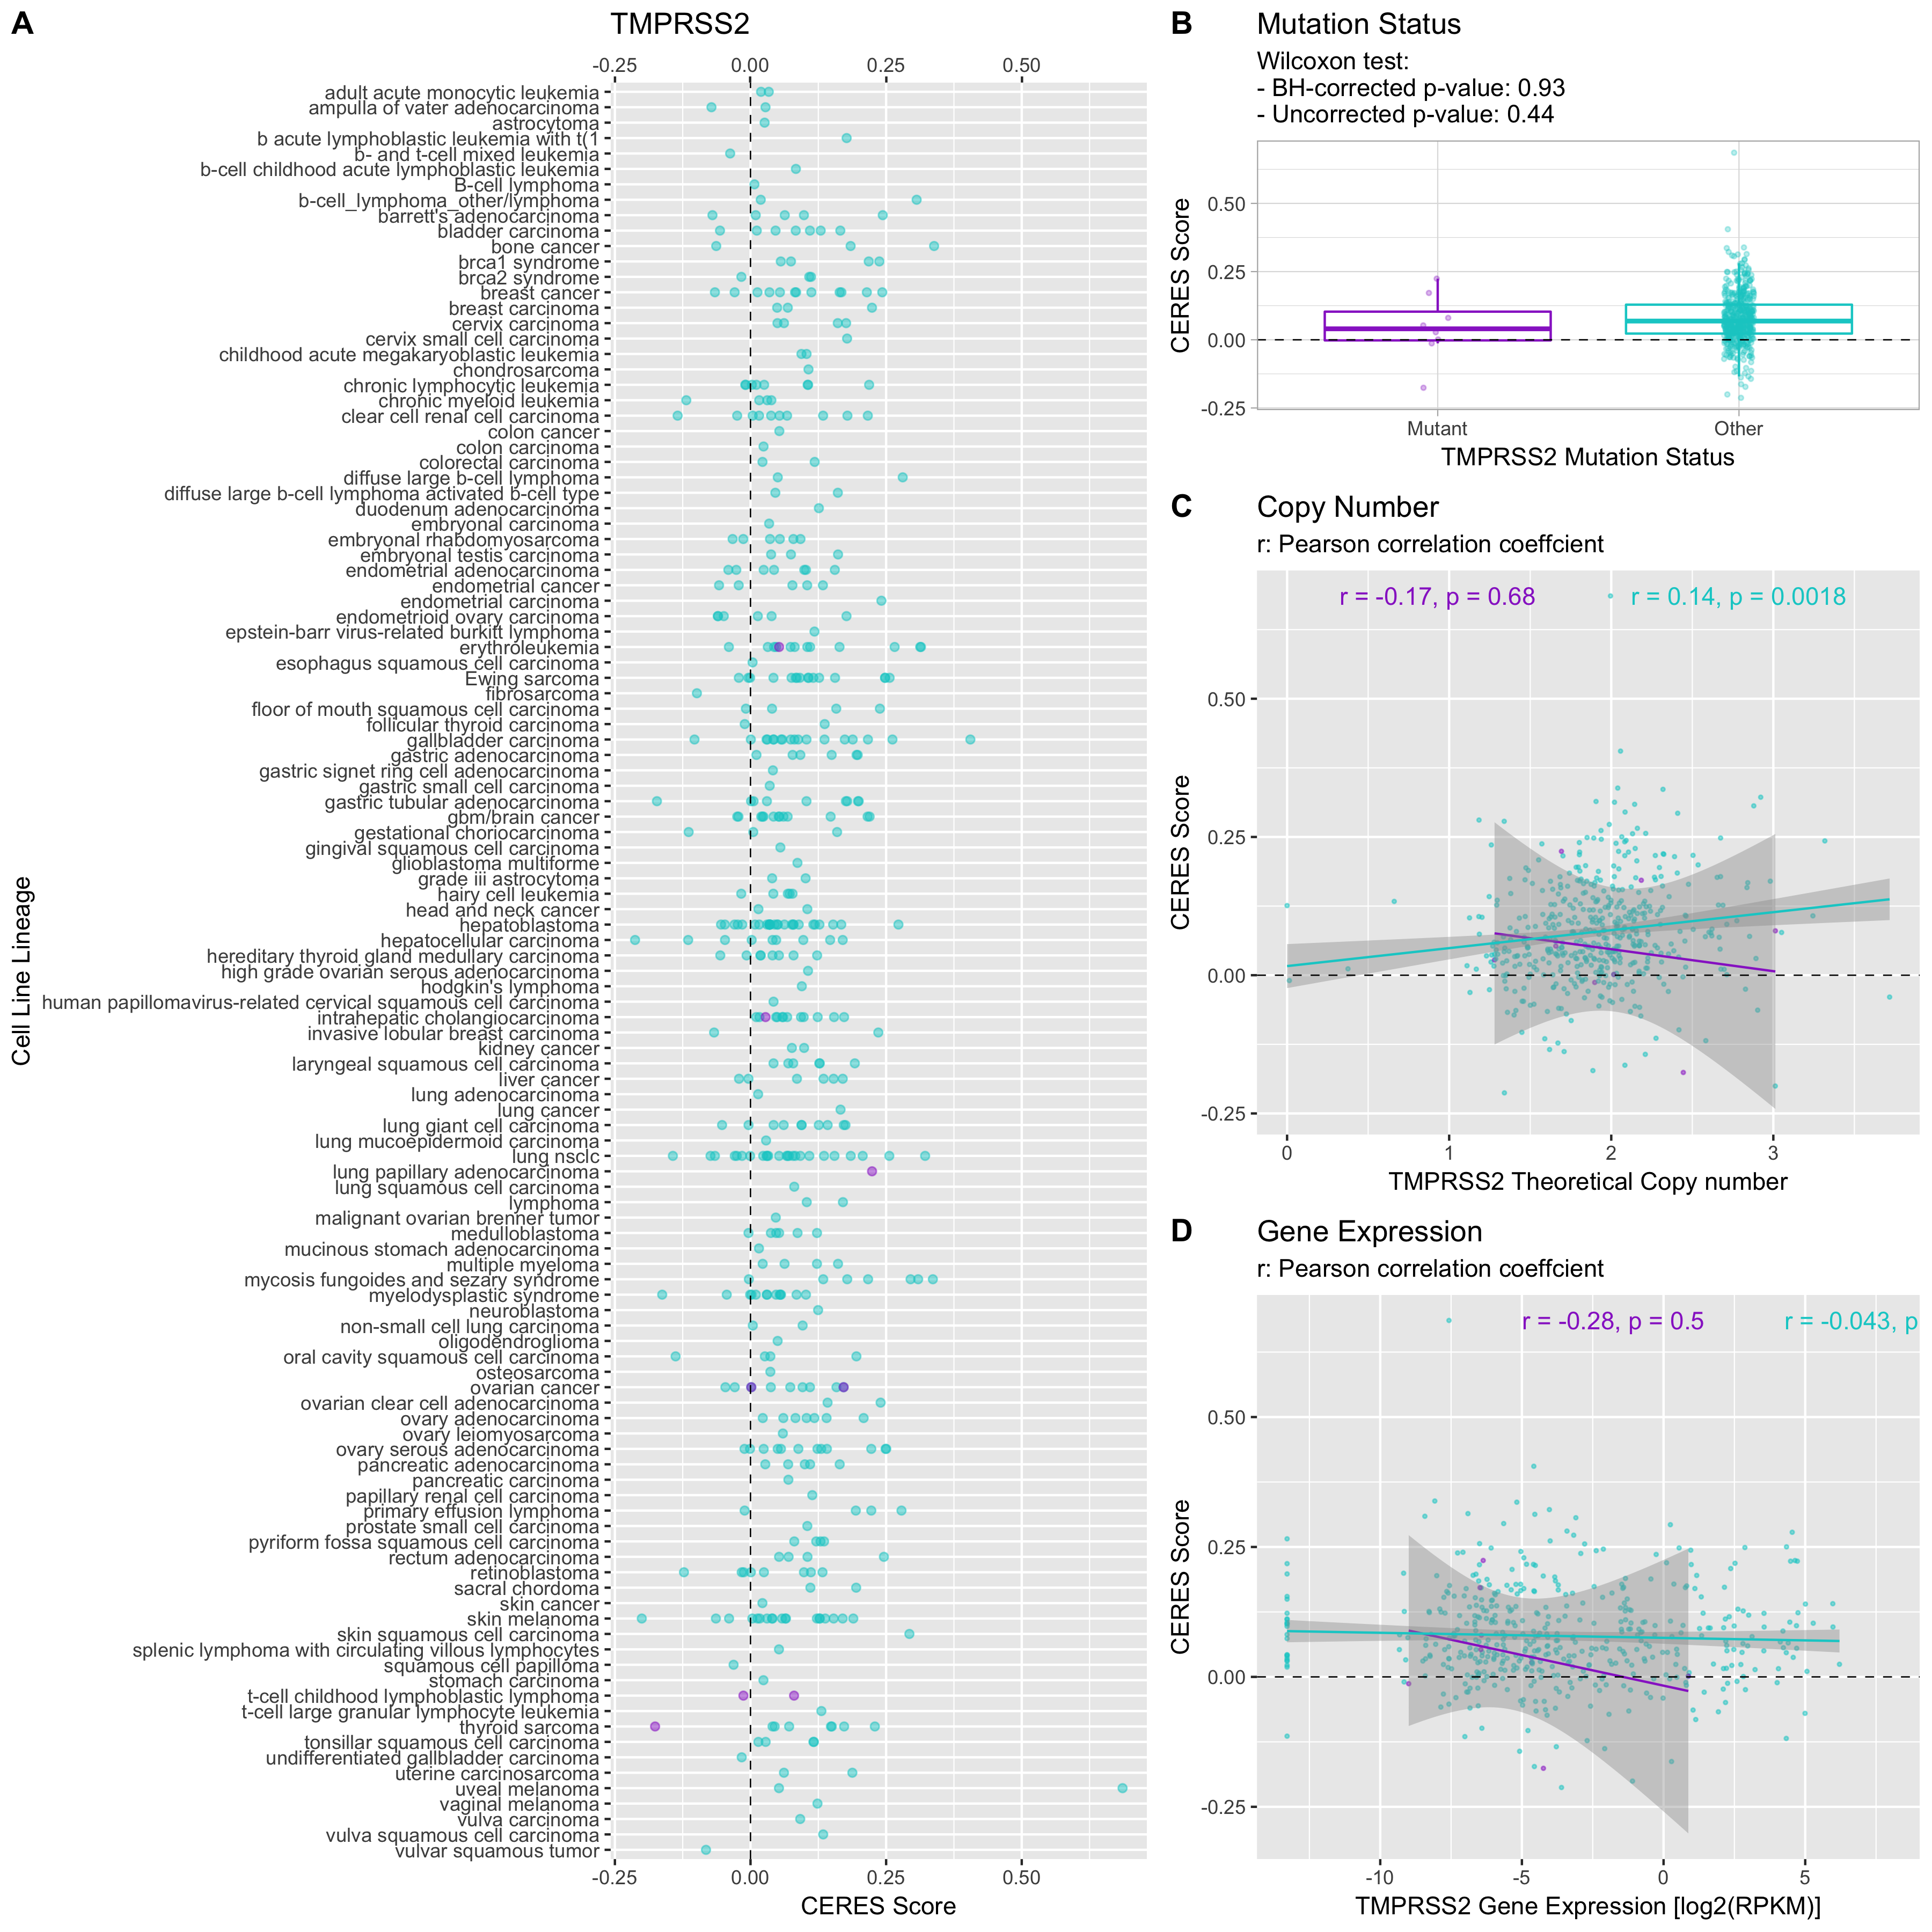 A
TMPRSS2
-0.25 0.00 0.25 0.50
adult acute monocytic leukemia
ampulla of vater adenocarcinoma
astrocytoma
b acute lymphoblastic leukemia with t(1
b- and t-cell mixed leukemia
b-cell childhood acute lymphoblastic leukemia
B-cell lymphoma
b-cell_lymphoma_other/lymphoma
barrett's adenocarcinoma
bladder carcinoma
bone cancer
brca1 syndrome
brca2 syndrome
breast cancer
breast carcinoma
cervix carcinoma
cervix small cell carcinoma
childhood acute megakaryoblastic leukemia
chondrosarcoma
chronic lymphocytic leukemia
chronic myeloid leukemia
clear cell renal cell carcinoma
colon cancer
colon carcinoma
colorectal carcinoma
diffuse large b-cell lymphoma
diffuse large b-cell lymphoma activated b-cell type
duodenum adenocarcinoma
embryonal carcinoma
embryonal rhabdomyosarcoma
embryonal testis carcinoma
endometrial adenocarcinoma
endometrial cancer
endometrial carcinoma
endometrioid ovary carcinoma
epstein-barr virus-related burkitt lymphoma
erythroleukemia
esophagus squamous cell carcinoma
Ewing sarcoma
fibrosarcoma
floor of mouth squamous cell carcinoma
follicular thyroid carcinoma
gallbladder carcinoma
gastric adenocarcinoma
gastric signet ring cell adenocarcinoma
gastric small cell carcinoma
gastric tubular adenocarcinoma
gbm/brain cancer
gestational choriocarcinoma
gingival squamous cell carcinoma
glioblastoma multiforme
grade iii astrocytoma
hairy cell leukemia
head and neck cancer
hepatoblastoma
hepatocellular carcinoma
hereditary thyroid gland medullary carcinoma
high grade ovarian serous adenocarcinoma
hodgkin's lymphoma
human papillomavirus-related cervical squamous cell carcinoma
intrahepatic cholangiocarcinoma
invasive lobular breast carcinoma
kidney cancer
laryngeal squamous cell carcinoma
liver cancer
lung adenocarcinoma
lung cancer
lung giant cell carcinoma
lung mucoepidermoid carcinoma
lung nsclc
lung papillary adenocarcinoma
lung squamous cell carcinoma
lymphoma
malignant ovarian brenner tumor
medulloblastoma
mucinous stomach adenocarcinoma
multiple myeloma
mycosis fungoides and sezary syndrome
myelodysplastic syndrome
neuroblastoma
non-small cell lung carcinoma
oligodendroglioma
oral cavity squamous cell carcinoma
osteosarcoma
ovarian cancer
ovarian clear cell adenocarcinoma
ovary adenocarcinoma
ovary leiomyosarcoma
ovary serous adenocarcinoma
pancreatic adenocarcinoma
pancreatic carcinoma
papillary renal cell carcinoma
primary effusion lymphoma
prostate small cell carcinoma
pyriform fossa squamous cell carcinoma
rectum adenocarcinoma
retinoblastoma
sacral chordoma
skin cancer
skin melanoma
skin squamous cell carcinoma
splenic lymphoma with circulating villous lymphocytes
squamous cell papilloma
stomach carcinoma
t-cell childhood lymphoblastic lymphoma
t-cell large granular lymphocyte leukemia
thyroid sarcoma
tonsillar squamous cell carcinoma
undifferentiated gallbladder carcinoma
uterine carcinosarcoma
uveal melanoma
vaginal melanoma
vulva carcinoma
vulva squamous cell carcinoma
vulvar squamous tumor
-0.25 0.00 0.25 0.50
CERES Score
Cell Line Lineage
B
Mutation Status
Wilcoxon test:
- BH-corrected p-value: 0.93
- Uncorrected p-value: 0.44
CERES Score
0.50
0.25
0.00
-0.25
Mutant Other
TMPRSS2 Mutation Status
C
Copy Number
r: Pearson correlation coeffcient
r = -0.17, p = 0.68 r = 0.14, p = 0.0018
CERES Score
0.50
0.25
0.00
-0.25
0 1 2 3
TMPRSS2 Theoretical Copy number
D
Gene Expression
r: Pearson correlation coeffcient
r = -0.28, p = 0.5 r = -0.043, p
CERES Score
0.50
0.25
0.00
-0.25
-10 -5 0 5
TMPRSS2 Gene Expression [log2(RPKM)]